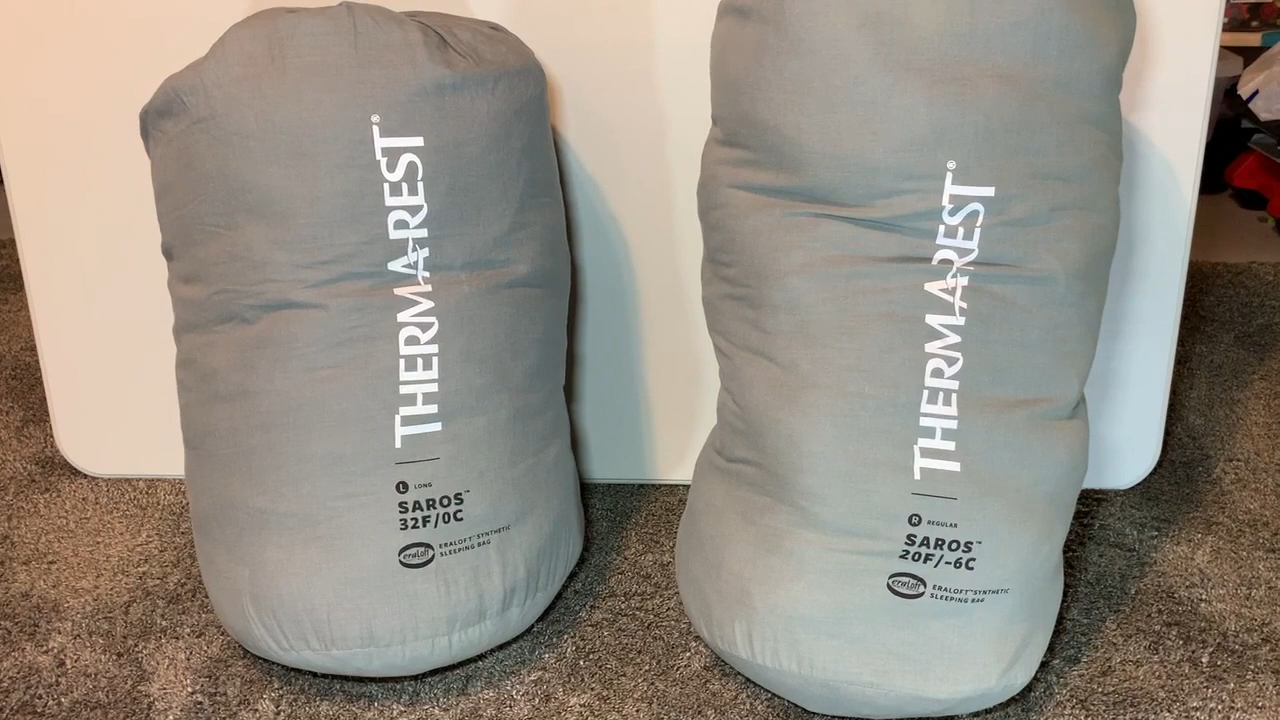 THERMAREST®
L LONG
SAROS™
32F/0C
eraLoft ERALOFT™ SYNTHETIC
SLEEPING BAG
THERMAREST®
R REGULAR
SAROS™
20F/-6C
eraLoft ERALOFT™ SYNTHETIC
SLEEPING BAG